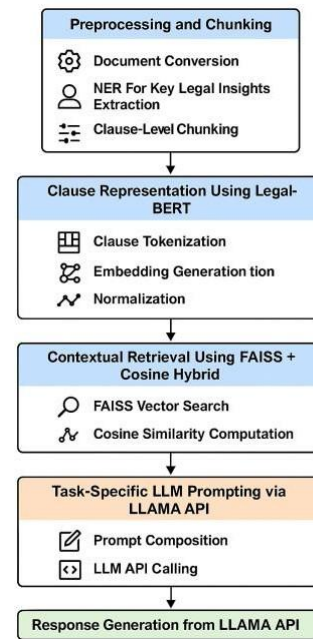 Preprocessing and Chunking
Document Conversion
NER For Key Legal Insights
Extraction
Clause-Level Chunking
Clause Representation Using Legal-
BERT
Clause Tokenization
Embedding Generation tion
Normalization
Contextual Retrieval Using FAISS +
Cosine Hybrid
FAISS Vector Search
Cosine Similarity Computation
Task-Specific LLM Prompting via
LLAMA API
Prompt Composition
LLM API Calling
Response Generation from LLAMA API